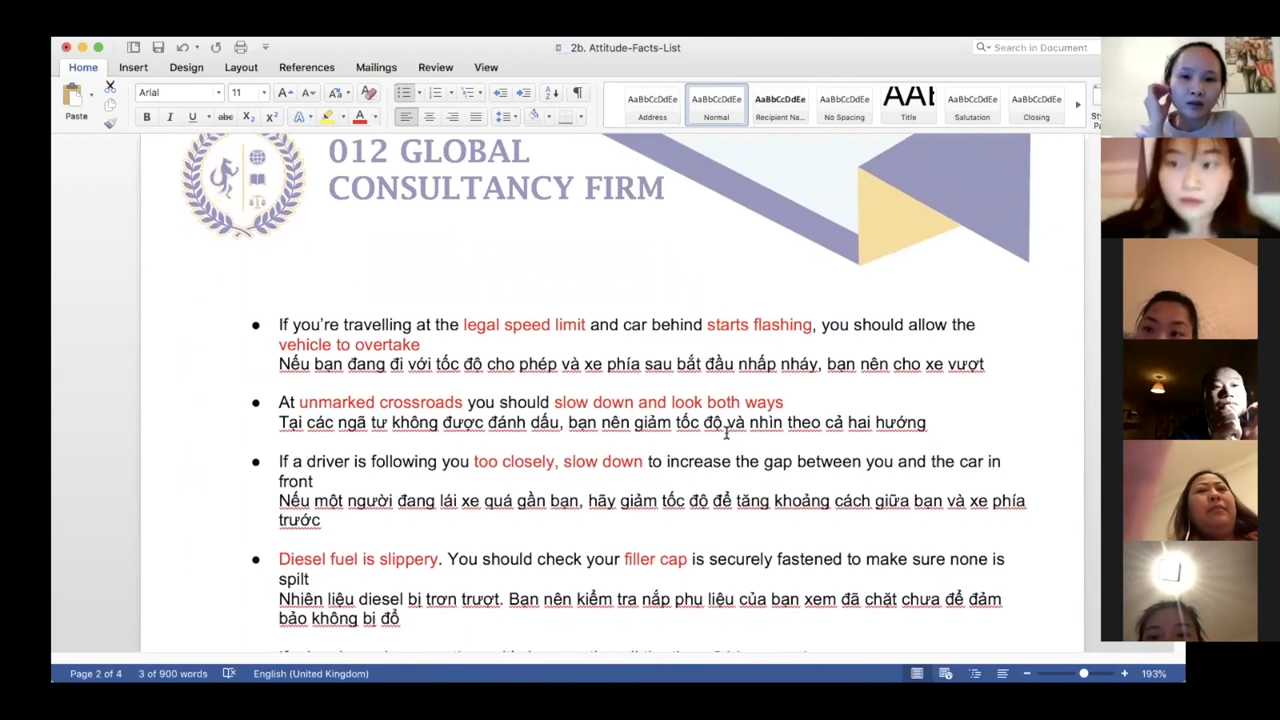 2b. Attitude-Facts-List
Search in Document
Home Insert Design Layout References Mailings Review View
Paste
Arial 11
AaBbCcDdEe AaBbCcDdEe AaBbCcDdEe AaBbCcDdEe AaBbCcDdEe AaBbCcDdEe
Address Normal Recipient Na... No Spacing Title Salutation Closing
012 GLOBAL
CONSULTANCY FIRM
● If you’re travelling at the legal speed limit and car behind starts flashing, you should allow the
vehicle to overtake
Nếu bạn đang đi với tốc độ cho phép và xe phía sau bắt đầu nhấp nháy, bạn nên cho xe vượt
● At unmarked crossroads you should slow down and look both ways
Tại các ngã tư không được đánh dấu, bạn nên giảm tốc độ và nhìn theo cả hai hướng
● If a driver is following you too closely, slow down to increase the gap between you and the car in
front
Nếu một người đang lái xe quá gần bạn, hãy giảm tốc độ để tăng khoảng cách giữa bạn và xe phía
trước
● Diesel fuel is slippery. You should check your filler cap is securely fastened to make sure none is
spilt
Nhiên liệu diesel bị trơn trượt. Bạn nên kiểm tra nắp phụ liệu của bạn xem đã chặt chưa để đảm
bảo không bị đổ
Page 2 of 4 3 of 900 words English (United Kingdom) 193%